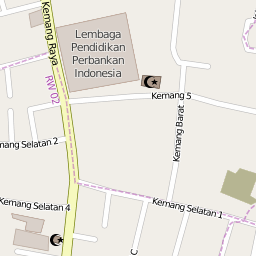 Kemang Raya
RW 02
Lembaga
Pendidikan
Perbankan
Indonesia
Kemang 5
Kemang Barat
mang Selatan 2
Kemang Selatan 4
Kemang Selatan 1
C